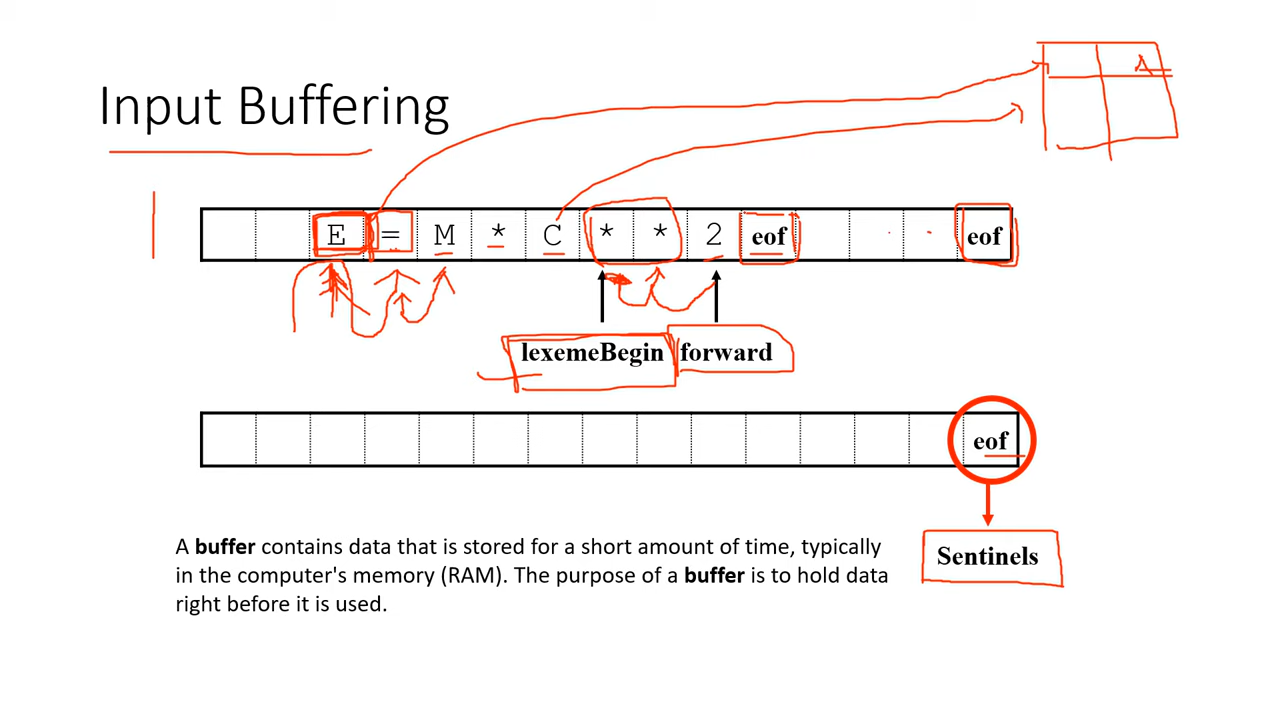 Input Buffering
E = M * C * * 2 eof eof
lexemeBegin forward
eof
A buffer contains data that is stored for a short amount of time, typically
in the computer's memory (RAM). The purpose of a buffer is to hold data
right before it is used.
Sentinels